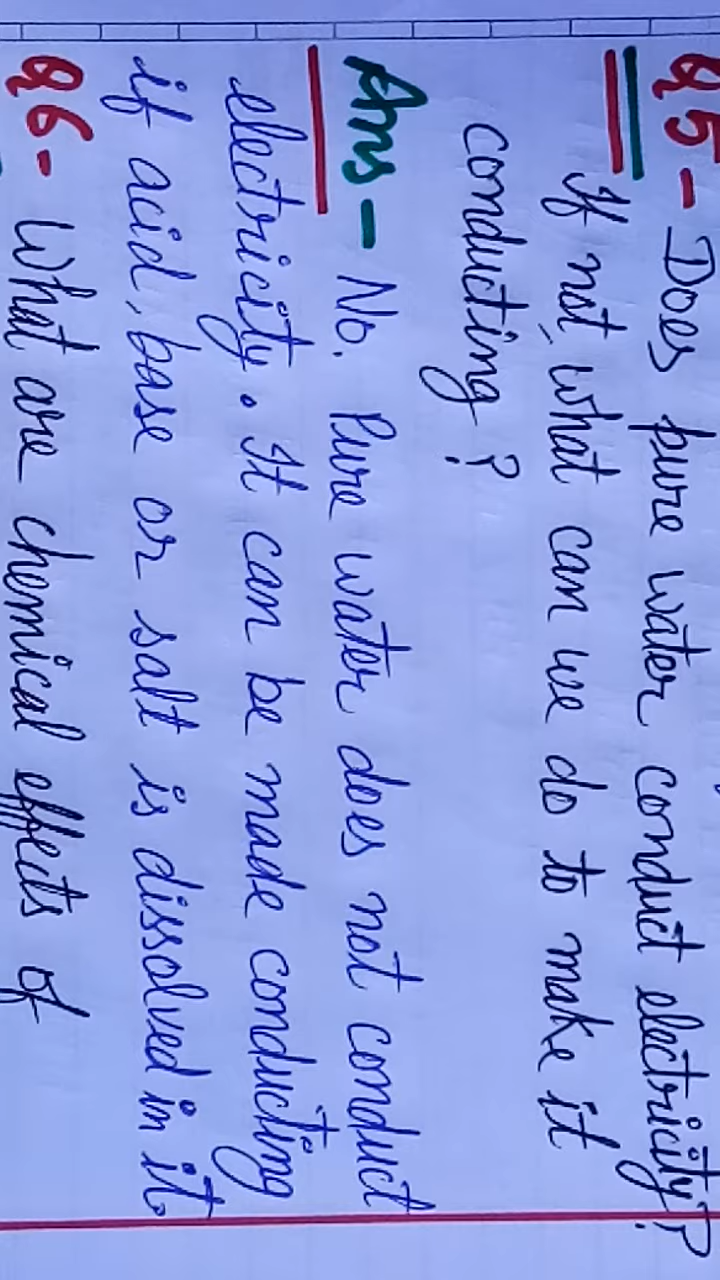 Q5- Does pure water conduct electricity?
If not, what can we do to make it
conducting?
Ans- No. Pure water does not conduct
electricity. It can be made conducting
if acid, base or salt is dissolved in it.
Q6- What are chemical effects of